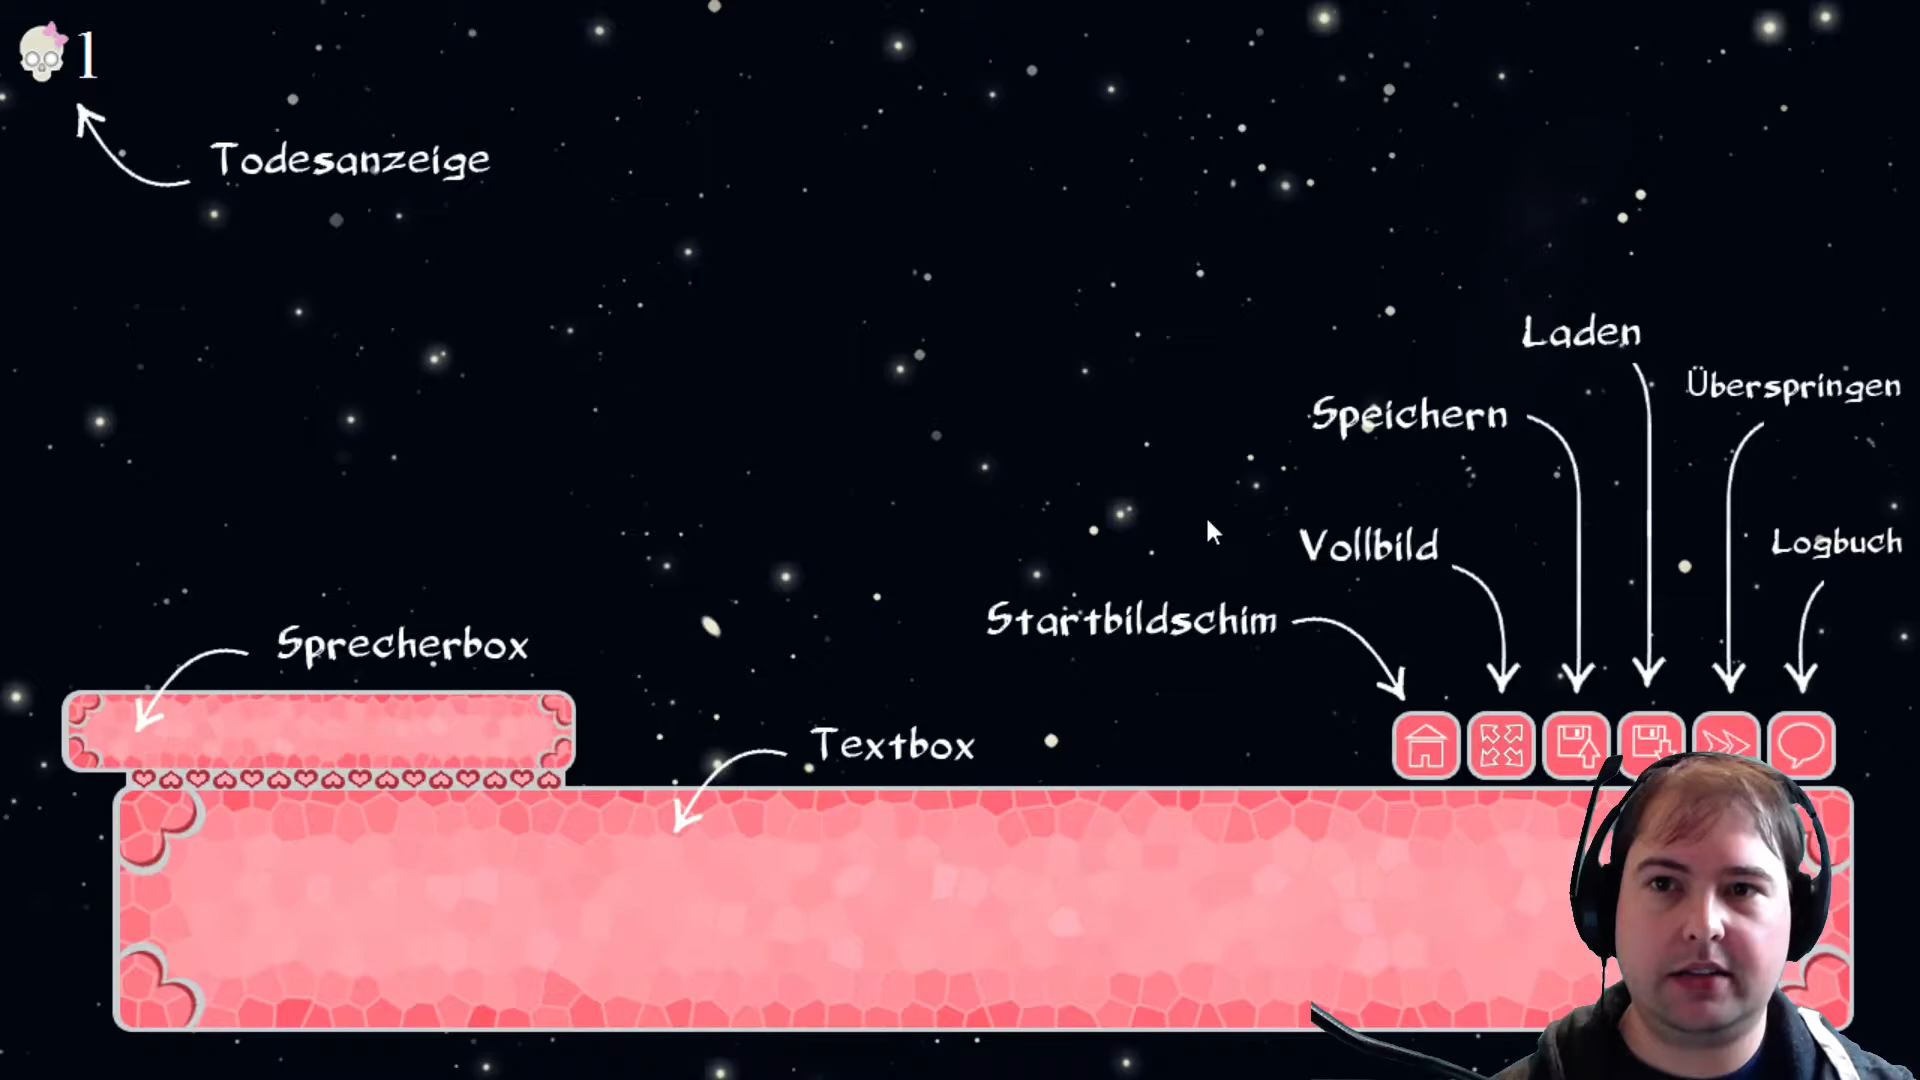 1
Todesanzeige
Laden
Überspringen
Speichern
Vollbild
Logbuch
Startbildschim
Sprecherbox
Textbox